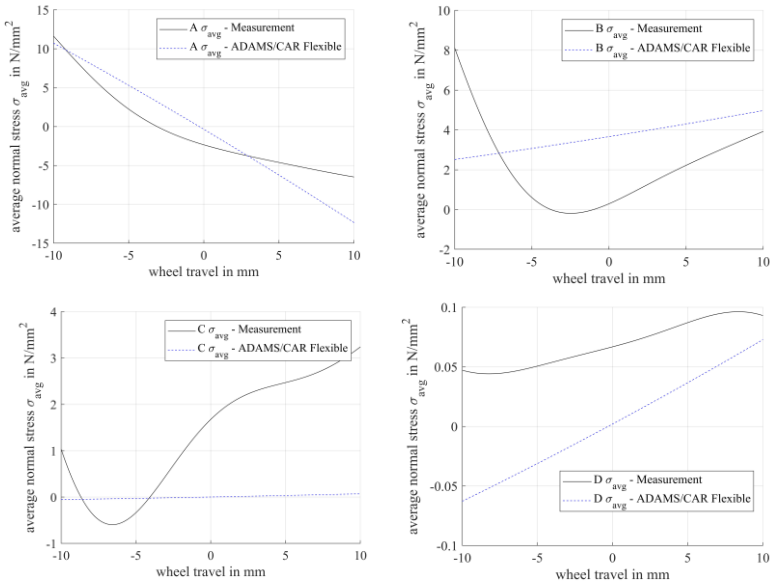 A σavg - Measurement
A σavg - ADAMS/CAR Flexible
average normal stress σavg in N/mm2
15
10
5
0
-5
-10
-15
-10
-5
0
5
10
wheel travel in mm
B σavg - Measurement
B σavg - ADAMS/CAR Flexible
average normal stress σavg in N/mm2
10
8
6
4
2
0
-2
-10
-5
0
5
10
wheel travel in mm
C σavg - Measurement
C σavg - ADAMS/CAR Flexible
average normal stress σavg in N/mm2
4
3
2
1
0
-1
-10
-5
0
5
10
wheel travel in mm
D σavg - Measurement
D σavg - ADAMS/CAR Flexible
average normal stress σavg in N/mm2
0.1
0.05
0
-0.05
-0.1
-10
-5
0
5
10
wheel travel in mm